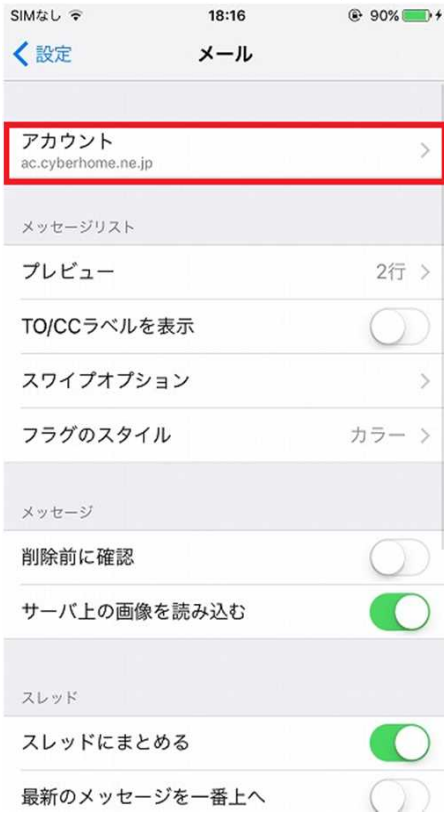 SIMなし 18:16 90%
設定 メール
アカウント
ac.cyberhome.ne.jp
メッセージリスト
プレビュー 2行
TO/CCラベルを表示
スワイプオプション
フラグのスタイル カラー
メッセージ
削除前に確認
サーバ上の画像を読み込む
スレッド
スレッドにまとめる
最新のメッセージを一番上へ